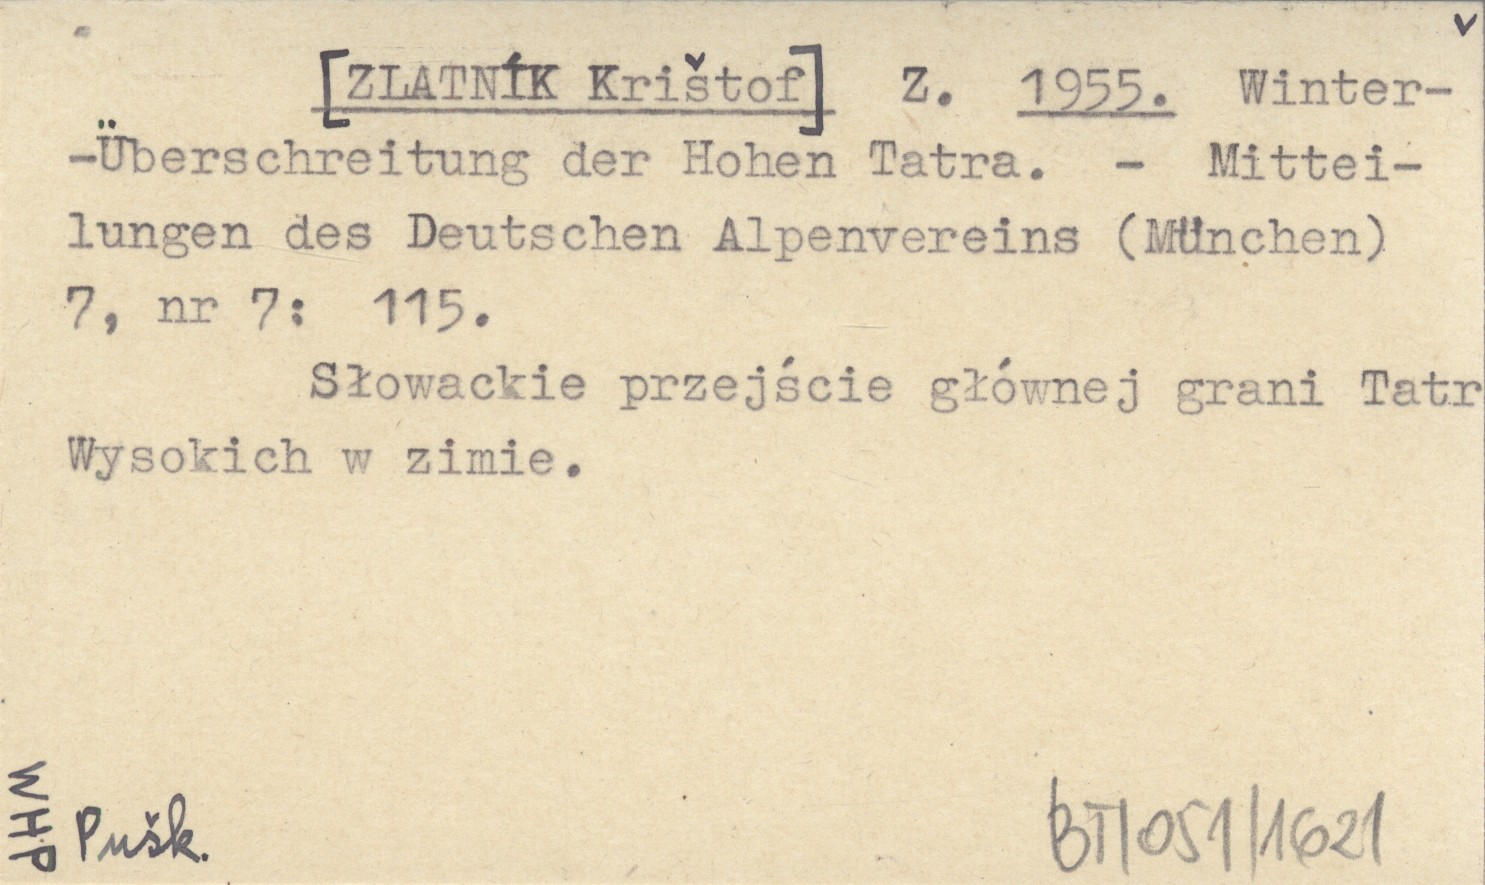 v
[ZLATNÍK Krištof] Z. 1955. Winter-
-Überschreitung der Hohen Tatra. - Mittei-
lungen des Deutschen Alpenvereins (München)
7, nr 7: 115.
Słowackie przejście głównej grani Tatr
Wysokich w zimie.
WHP
Pušk.
BT/051/1621